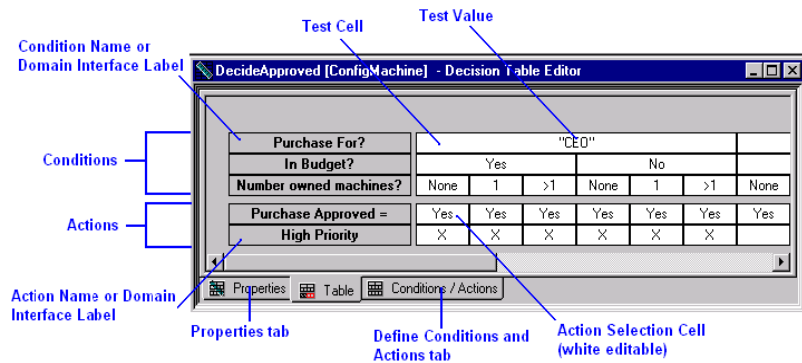 Test Cell
Test Value
Condition Name or
Domain Interface Label
DecideApproved [ConfigMachine] - Decision Table Editor
Conditions
Purchase For? "CEO"
In Budget? Yes No
Number owned machines? None 1 >1 None 1 >1 None
Actions
Purchase Approved = Yes Yes Yes Yes Yes Yes Yes
High Priority X X X X X X
Properties Table Conditions / Actions
Action Name or Domain
Interface Label
Properties tab
Define Conditions and
Actions tab
Action Selection Cell
(white editable)